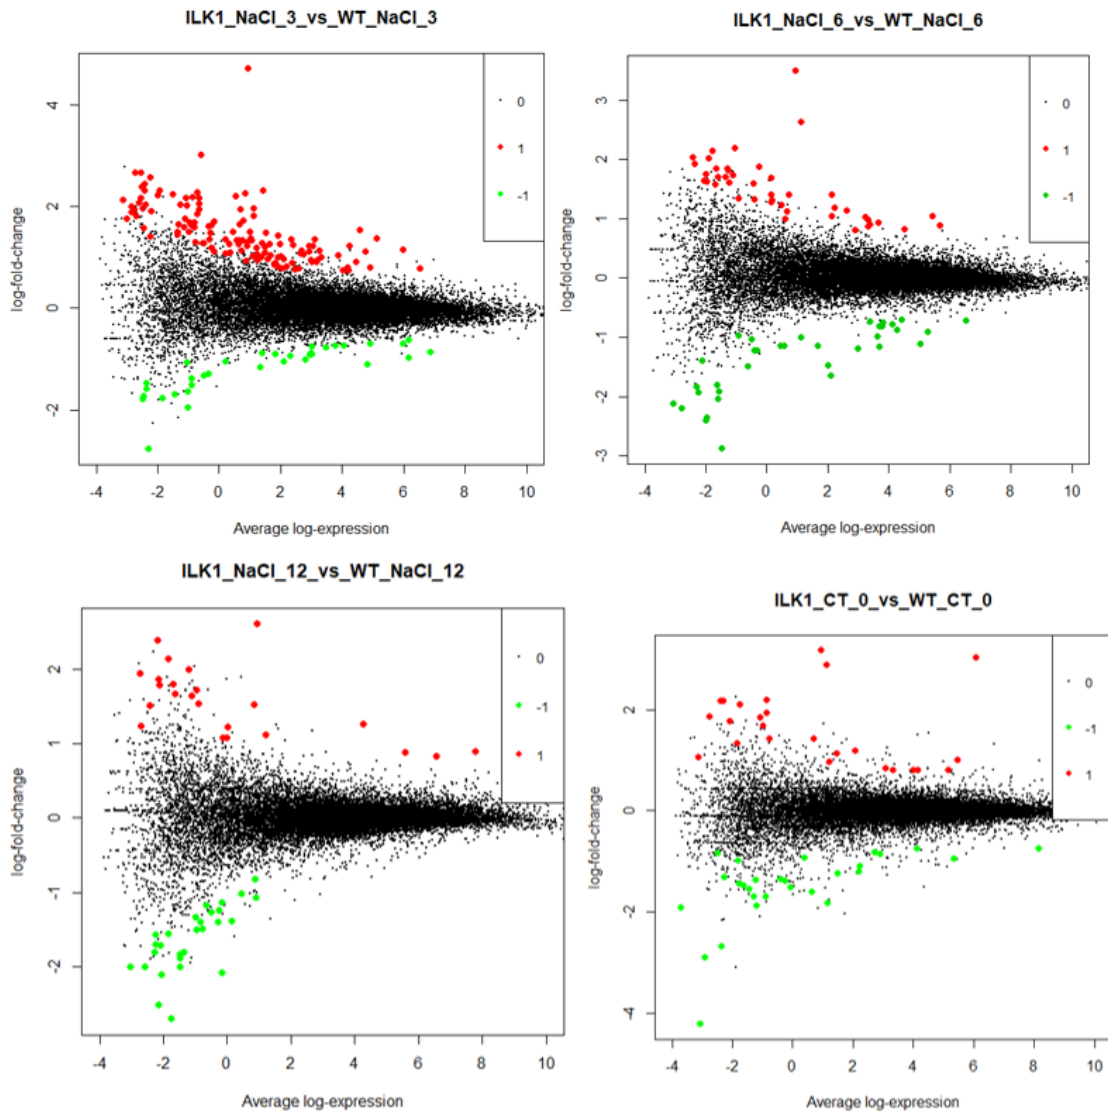 ILK1_NaCl_3_vs_WT_NaCl_3
log-fold-change
4
2
0
-2
-4 -2 0 2 4 6 8 10
Average log-expression
0
1
-1
ILK1_NaCl_6_vs_WT_NaCl_6
log-fold-change
3
2
1
0
-1
-2
-3
-4 -2 0 2 4 6 8 10
Average log-expression
0
1
-1
ILK1_NaCl_12_vs_WT_NaCl_12
log-fold-change
2
1
0
-1
-2
-4 -2 0 2 4 6 8 10
Average log-expression
0
-1
1
ILK1_CT_0_vs_WT_CT_0
log-fold-change
2
0
-2
-4
-4 -2 0 2 4 6 8 10
Average log-expression
0
-1
1